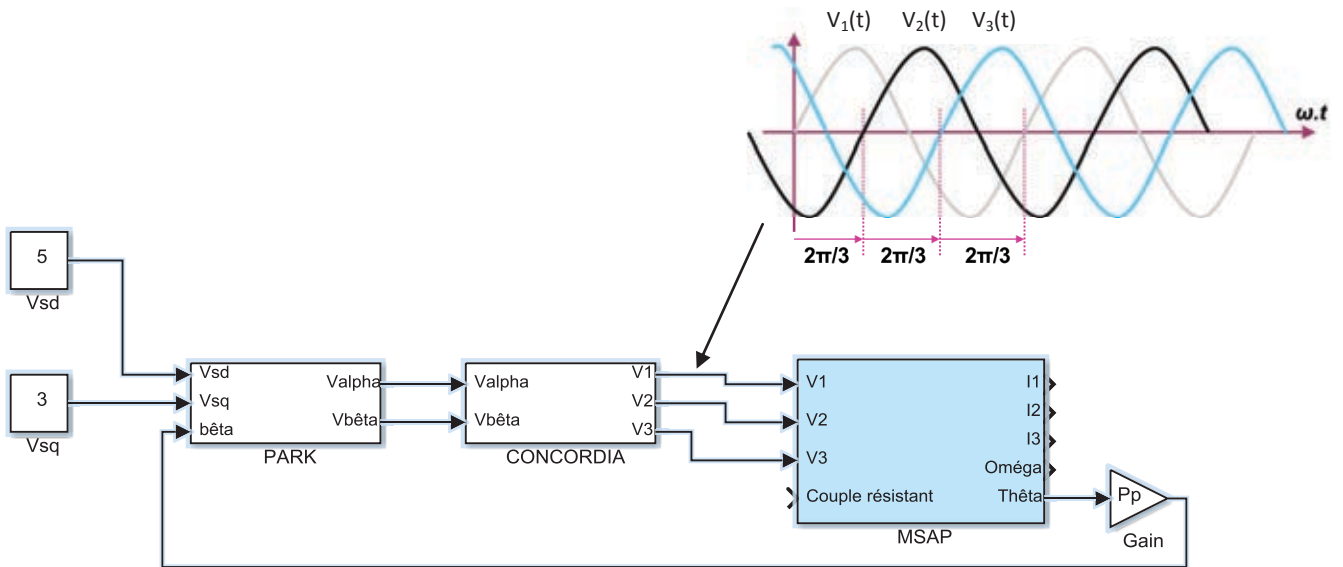 V₁(t) V₂(t) V₃(t)
ω.t
2π/3 2π/3 2π/3
5
Vsd
3
Vsq
Vsd
Vsq
bêta
Valpha
Vbêta
PARK
Valpha
Vbêta
V1
V2
V3
CONCORDIA
V1
V2
V3
Couple résistant
I1
I2
I3
Oméga
Thêta
MSAP
Pp
Gain